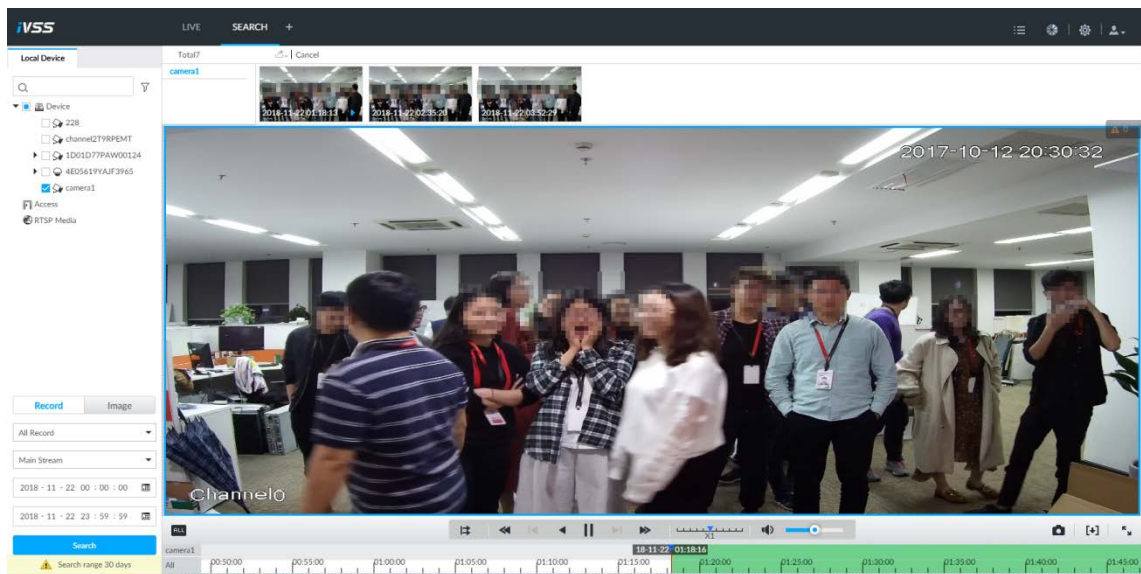 iVSS
LIVE
SEARCH
+
Local Device
Total7
Cancel
camera1
2018-11-22 01:18:13
2018-11-22 02:35:20
2018-11-22 03:52:29
Device
228
channel2T9RPEMT
1D01D77PAW00124
4E05619YAJF3965
camera1
Access
RTSP Media
0
2017-10-12 20:30:32
Channel0
Record
Image
All Record
Main Stream
2018 - 11 - 22 00 : 00 : 00
2018 - 11 - 22 23 : 59 : 59
Search
Search range 30 days
ALL
X1
camera1
18-11-22 01:18:16
All
00:50:00
00:55:00
01:00:00
01:05:00
01:10:00
01:15:00
01:20:00
01:25:00
01:30:00
01:35:00
01:40:00
01:45:00